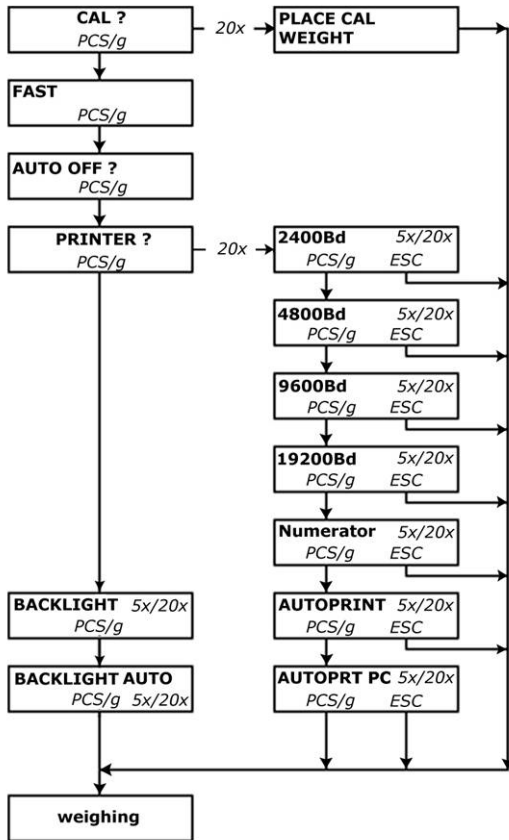 CAL ?
PCS/g
20x
PLACE CAL
WEIGHT
FAST
PCS/g
AUTO OFF ?
PCS/g
PRINTER ?
PCS/g
20x
2400Bd 5x/20x
PCS/g ESC
4800Bd 5x/20x
PCS/g ESC
9600Bd 5x/20x
PCS/g ESC
19200Bd 5x/20x
PCS/g ESC
Numerator 5x/20x
PCS/g ESC
BACKLIGHT 5x/20x
PCS/g
AUTOPRINT 5x/20x
PCS/g ESC
BACKLIGHT AUTO
PCS/g 5x/20x
AUTOPRT PC 5x/20x
PCS/g ESC
weighing